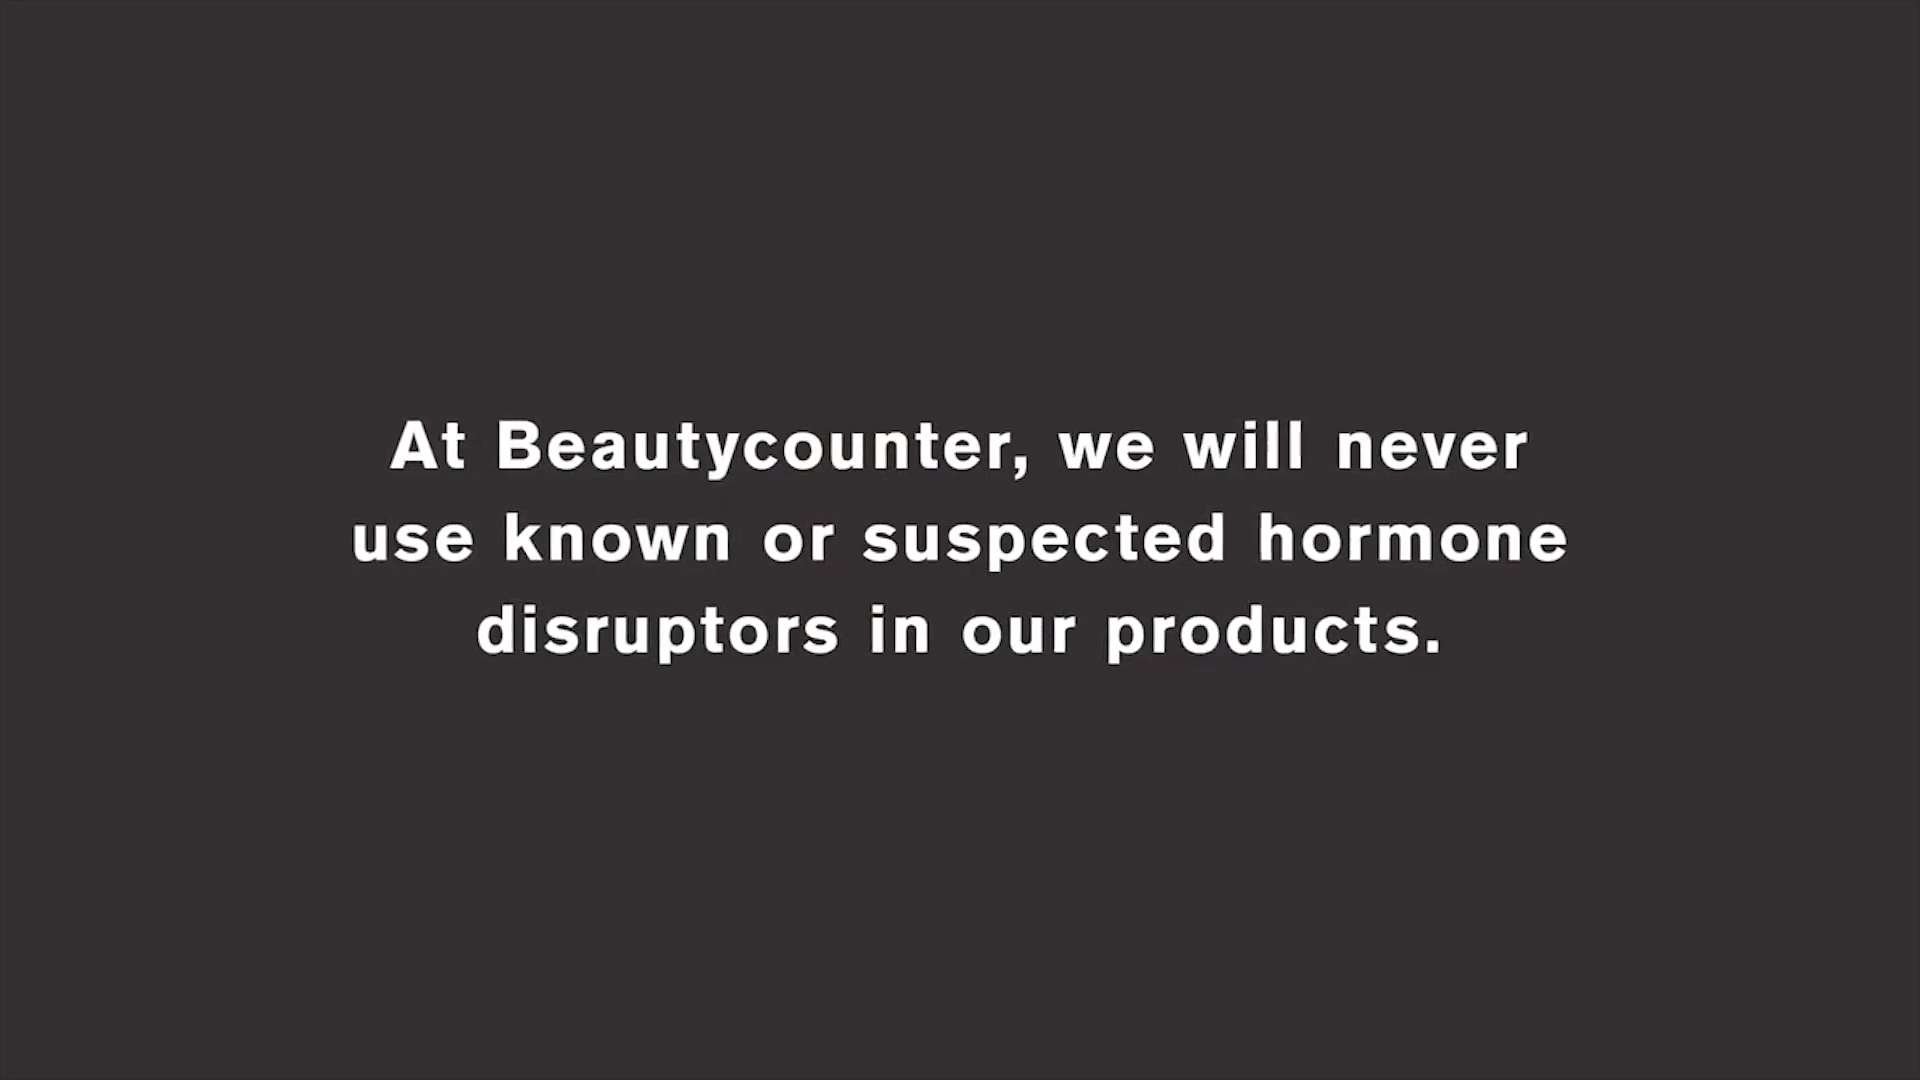 At Beautycounter, we will never
use known or suspected hormone
disruptors in our products.